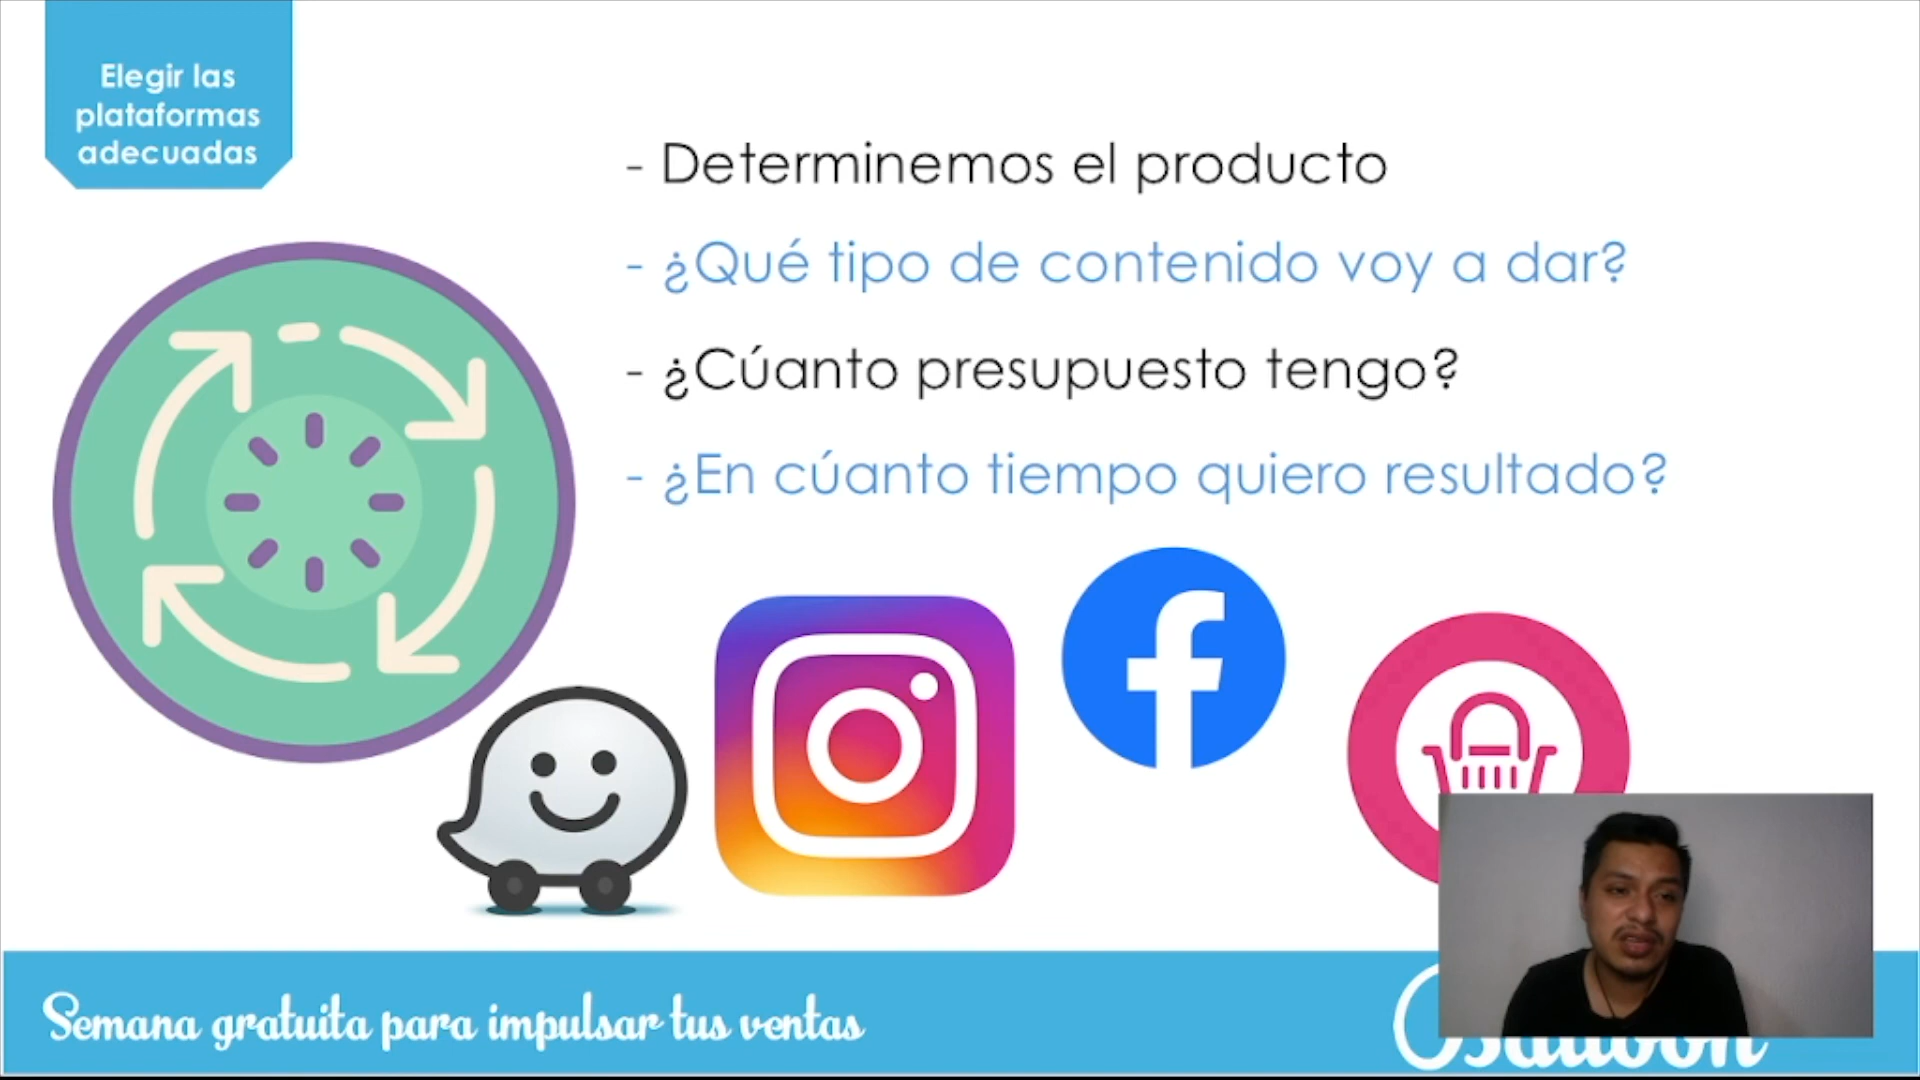 Elegir las
plataformas
adecuadas
- Determinemos el producto
- ¿Qué tipo de contenido voy a dar?
- ¿Cúanto presupuesto tengo?
- ¿En cúanto tiempo quiero resultado?
Semana gratuita para impulsar tus ventas